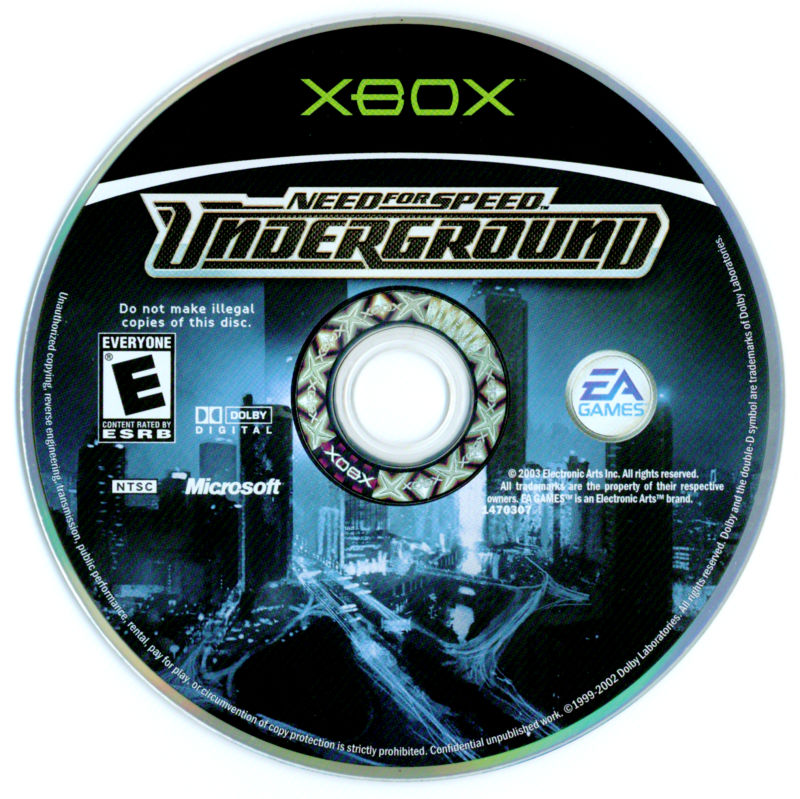 XBOX™
NEED FOR SPEED™
UNDERGROUND
Do not make illegal
copies of this disc.
EVERYONE
®
E
CONTENT RATED BY
ESRB
DOLBY
DIGITAL
NTSC
Microsoft
XBOX
EA
GAMES
© 2003 Electronic Arts Inc. All rights reserved.
All trademarks are the property of their respective
owners. EA GAMES™ is an Electronic Arts™ brand.
1470307
Unauthorized copying, reverse engineering, transmission, public performance, rental, pay for play, or circumvention of copy protection is strictly prohibited. Confidential unpublished work. ©1999-2002 Dolby Laboratories. All rights reserved. Dolby and the double-D symbol are trademarks of Dolby Laboratories.